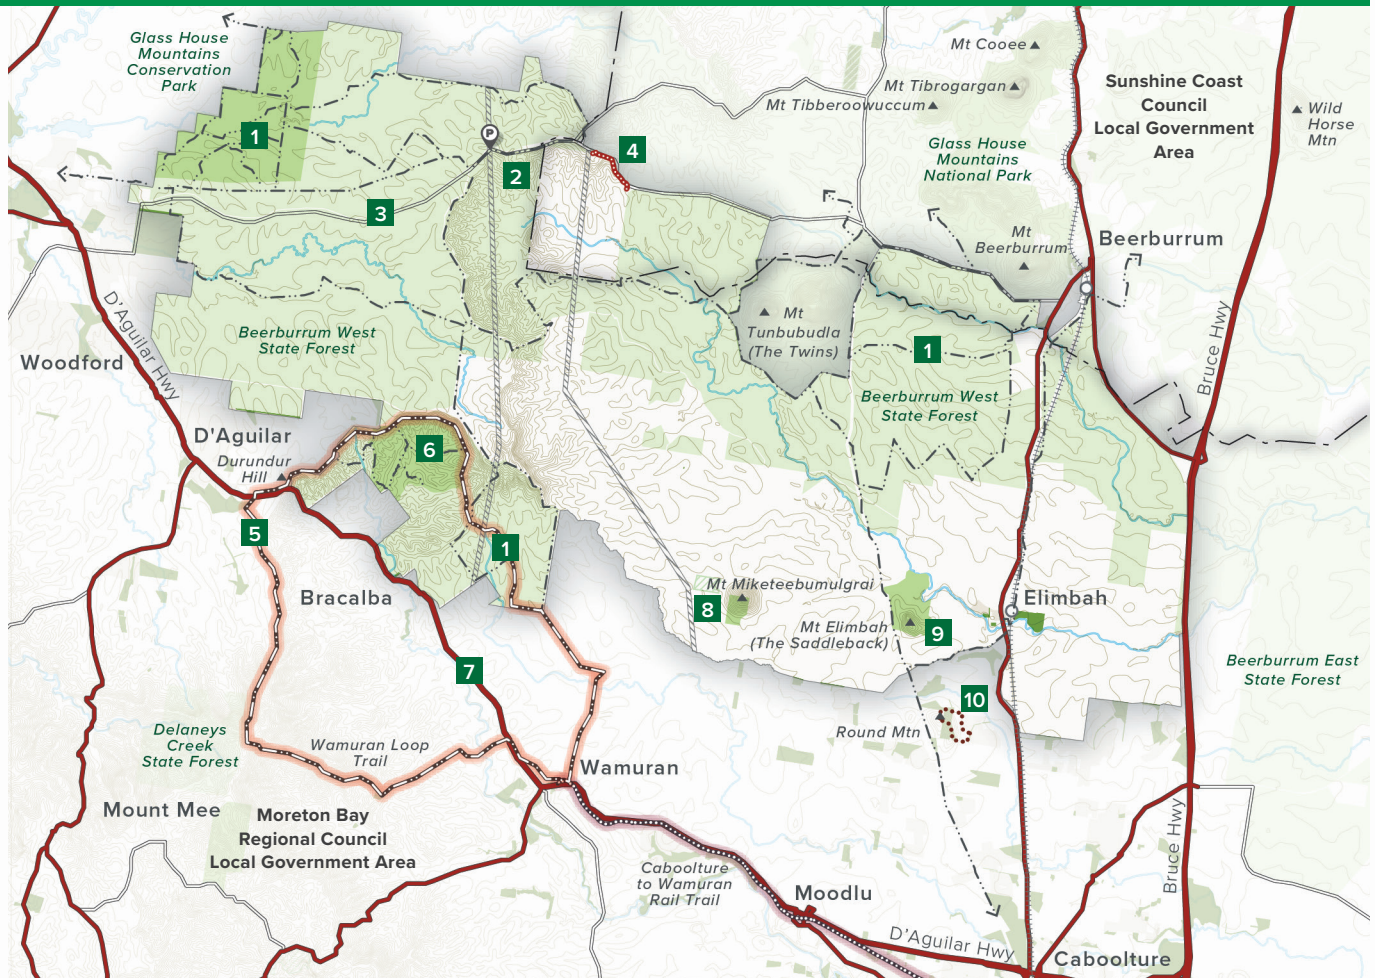 Glass House
Mountains
Conservation
Park
Mt Cooee
Mt Tibrogargan
Mt Tibberoowuccum
Sunshine Coast
Council
Local Government
Area
Wild
Horse
Mtn
1
P
4
2
Glass House
Mountains
National Park
3
Mt
Beerburrum
Beerburrum
D'Aguilar Hwy
Bruce Hwy
Mt
Tunbubudla
(The Twins)
Beerburrum West
State Forest
Woodford
1
Beerburrum West
State Forest
D'Aguilar
Durundur
Hill
6
5
1
Bracalba
Mt Miketeebumulgrai
8
Elimbah
Mt Elimbah
(The Saddleback)
9
7
Beerburrum East
State Forest
10
Round Mtn
Delaneys
Creek
State Forest
Wamuran Loop
Trail
Wamuran
Mount Mee
Moreton Bay
Regional Council
Local Government Area
Bruce Hwy
Caboolture
to Wamuran
Rail Trail
Moodlu
D'Aguilar Hwy
Caboolture